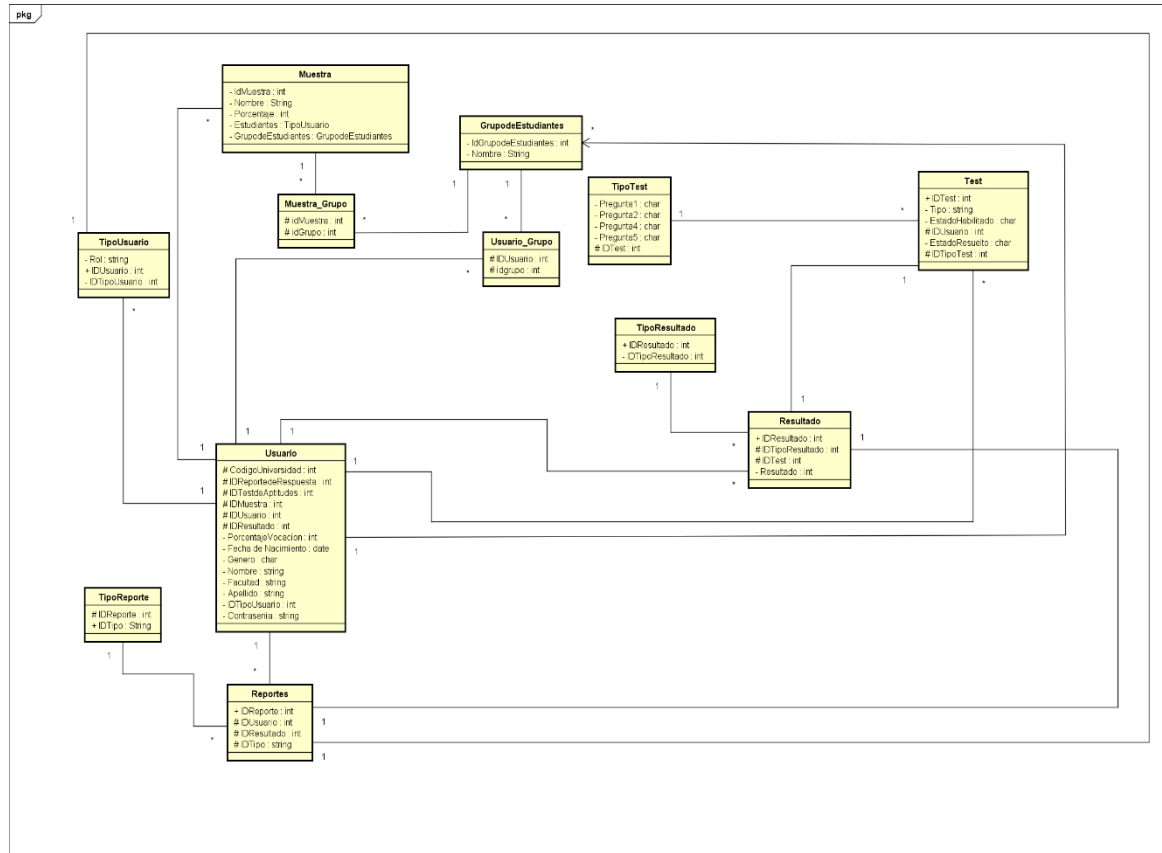 pkg
Muestra
- IdMuestra : int
- Nombre : String
- Porcentaje : int
- Estudiantes : TipoUsuario
- GrupodeEstudiantes : GrupodeEstudiantes
*
1
*
Muestra_Grupo
# idMuestra : int
# idGrupo : int
*
GrupodeEstudiantes
- IdGrupodeEstudiantes : int
- Nombre : String
*
1
1
*
Usuario_Grupo
# IDUsuario : int
# idgrupo : int
*
TipoTest
- Pregunta1 : char
- Pregunta2 : char
- Pregunta4 : char
- Pregunta5 : char
# IDTest : int
1
*
Test
+ IDTest : int
- Tipo : string
- EstadoHabilitado : char
# IDUsuario : int
- EstadoResuelto : char
# IDTipoTest : int
1
*
1
TipoUsuario
- Rol : string
+ IDUsuario : int
- IDTipoUsuario : int
*
TipoResultado
+ IDResultado : int
- IDTipoResultado : int
1
1
*
Resultado
+ IDResultado : int
# IDTipoResultado : int
# IDTest : int
- Resultado : int
1
*
1
1
1
1
Usuario
# CodigoUniversidad : int
# IDReportedeRespuesta : int
# IDTestdeAptitudes : int
# IDMuestra : int
# IDUsuario : int
# IDResultado : int
- PorcentajeVocacion : int
- Fecha de Nacimiento : date
- Genero : char
- Nombre : string
- Facultad : string
- Apellido : string
- IDTipoUsuario : int
- Contrasenia : string
1
1
1
*
TipoReporte
# IDReporte : int
+ IDTipo : String
1
*
Reportes
+ IDReporte : int
# IDUsuario : int
# IDResultado : int
# IDTipo : string
1
1